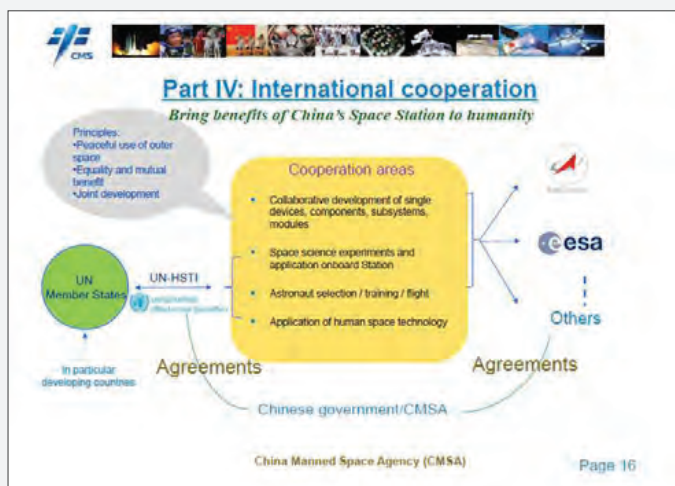 CMS
Part IV: International cooperation
Bring benefits of China's Space Station to humanity
Principles:
•Peaceful use of outer
space
•Equality and mutual
benefit
•Joint development
Cooperation areas
• Collaborative development of single
devices, components, subsystems,
modules
• Space science experiments and
application onboard Station
• Astronaut selection / training / flight
• Application of human space technology
UN
Member States
UN-HSTI
In particular
developing countries
esa
Others
Agreements
Agreements
Chinese government/CMSA
China Manned Space Agency (CMSA)
Page 16